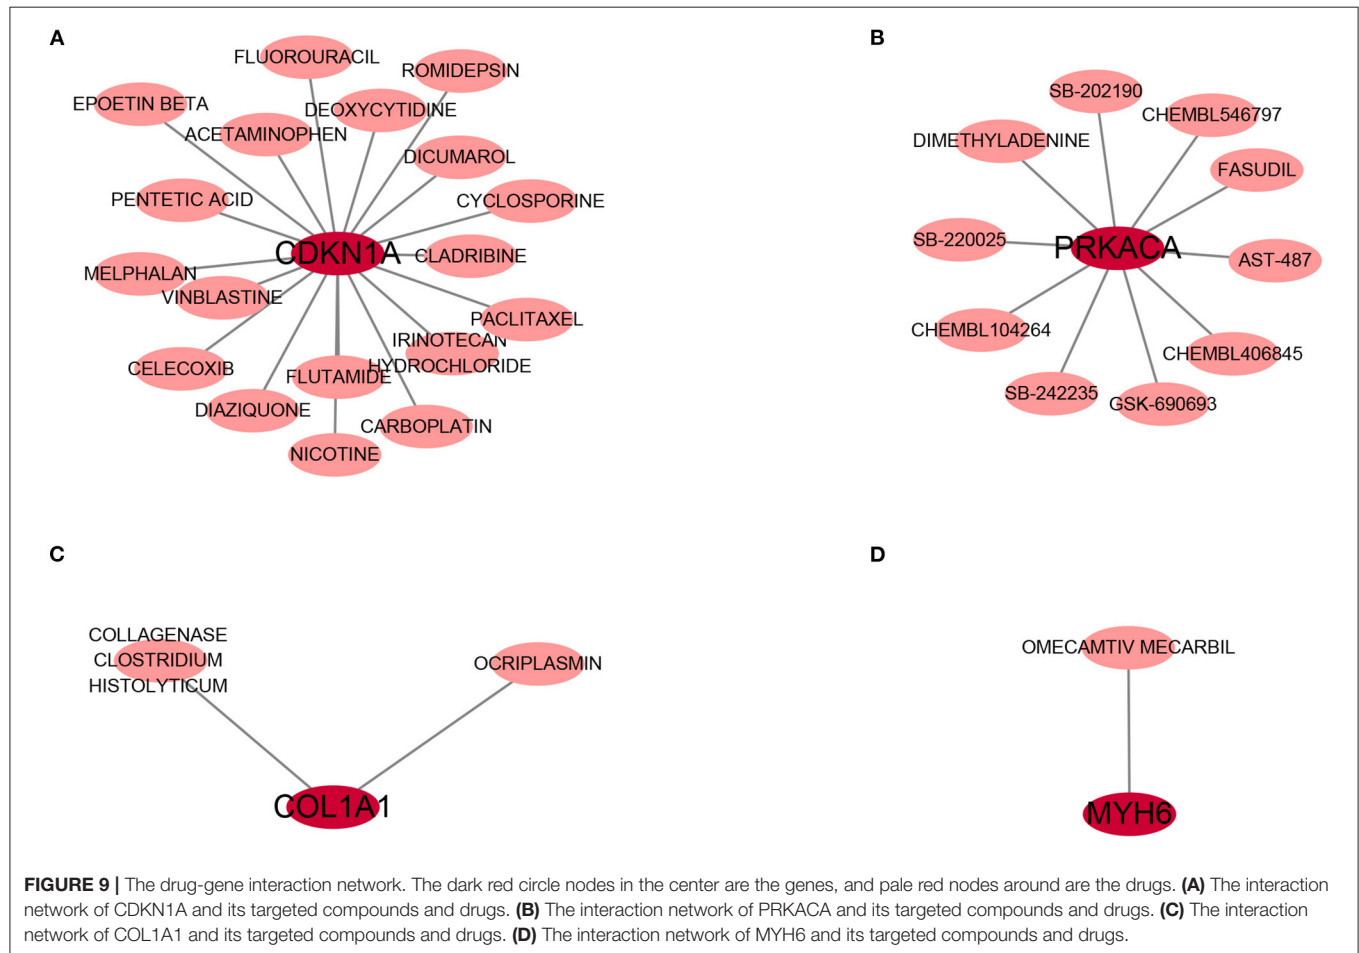 A
FLUOROURACIL
ROMIDEPSIN
EPOETIN BETA
DEOXYCYTIDINE
ACETAMINOPHEN
DICUMAROL
PENTETIC ACID
CYCLOSPORINE
CDKN1A
CLADRIBINE
MELPHALAN
VINBLASTINE
PACLITAXEL
IRINOTECAN
HYDROCHLORIDE
CELECOXIB
FLUTAMIDE
DIAZIQUONE
CARBOPLATIN
NICOTINE
B
SB-202190
CHEMBL546797
DIMETHYLADENINE
FASUDIL
SB-220025
PRKACA
AST-487
CHEMBL104264
CHEMBL406845
SB-242235
GSK-690693
C
COLLAGENASE
CLOSTRIDIUM
HISTOLYTICUM
OCRIPLASMIN
COL1A1
D
OMECAMTIV MECARBIL
MYH6
FIGURE 9 | The drug-gene interaction network. The dark red circle nodes in the center are the genes, and pale red nodes around are the drugs. (A) The interaction
network of CDKN1A and its targeted compounds and drugs. (B) The interaction network of PRKACA and its targeted compounds and drugs. (C) The interaction
network of COL1A1 and its targeted compounds and drugs. (D) The interaction network of MYH6 and its targeted compounds and drugs.